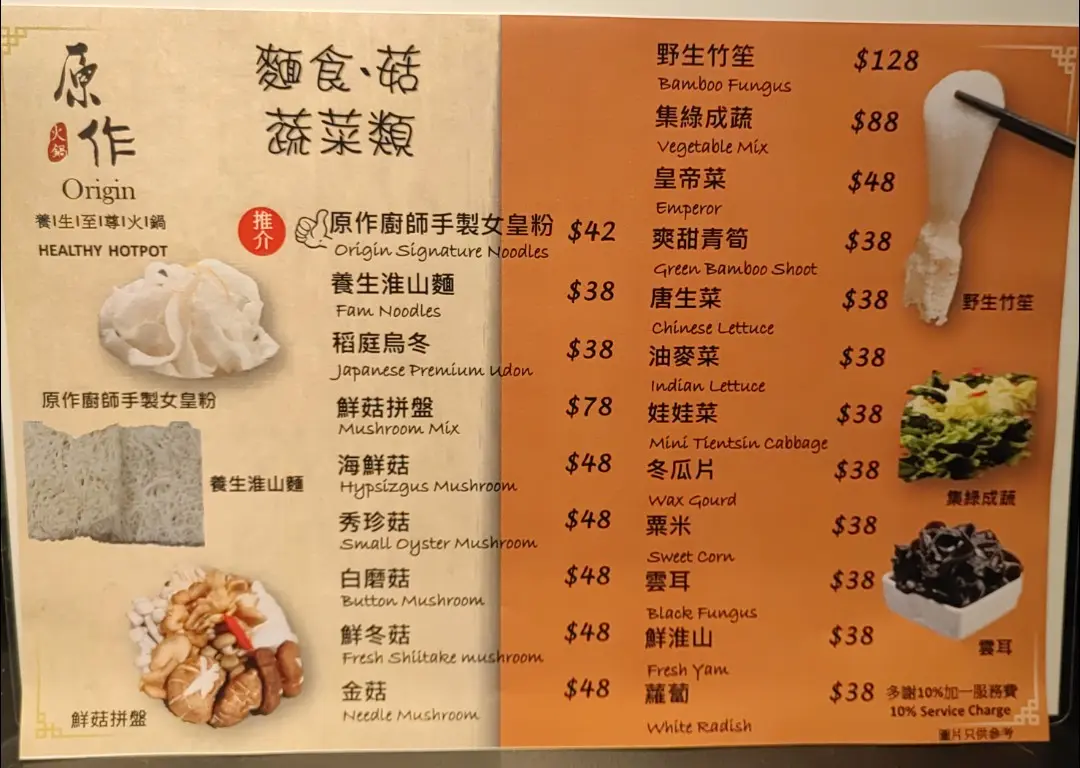 原作
火鍋
Origin
養|生|至|尊|火|鍋
HEALTHY HOTPOT
麵食、菇
蔬菜類
推介
原作廚師手製女皇粉 $42
Origin Signature Noodles
養生淮山麵 $38
Fam Noodles
稻庭烏冬 $38
Japanese Premium Udon
鮮菇拼盤 $78
Mushroom Mix
海鮮菇 $48
Hypsizgus Mushroom
秀珍菇 $48
Small Oyster Mushroom
白磨菇 $48
Button Mushroom
鮮冬菇 $48
Fresh Shiitake mushroom
金菇 $48
Needle Mushroom
原作廚師手製女皇粉
養生淮山麵
鮮菇拼盤
野生竹笙 $128
Bamboo Fungus
集綠成蔬 $88
Vegetable Mix
皇帝菜 $48
Emperor
爽甜青筍 $38
Green Bamboo Shoot
唐生菜 $38
Chinese Lettuce
油麥菜 $38
Indian Lettuce
娃娃菜 $38
Mini Tientsin Cabbage
冬瓜片 $38
Wax Gourd
粟米 $38
Sweet Corn
雲耳 $38
Black Fungus
鮮淮山 $38
Fresh Yam
蘿蔔 $38
White Radish
野生竹笙
集綠成蔬
雲耳
多謝10%加一服務費
10% Service Charge
圖片只供參考